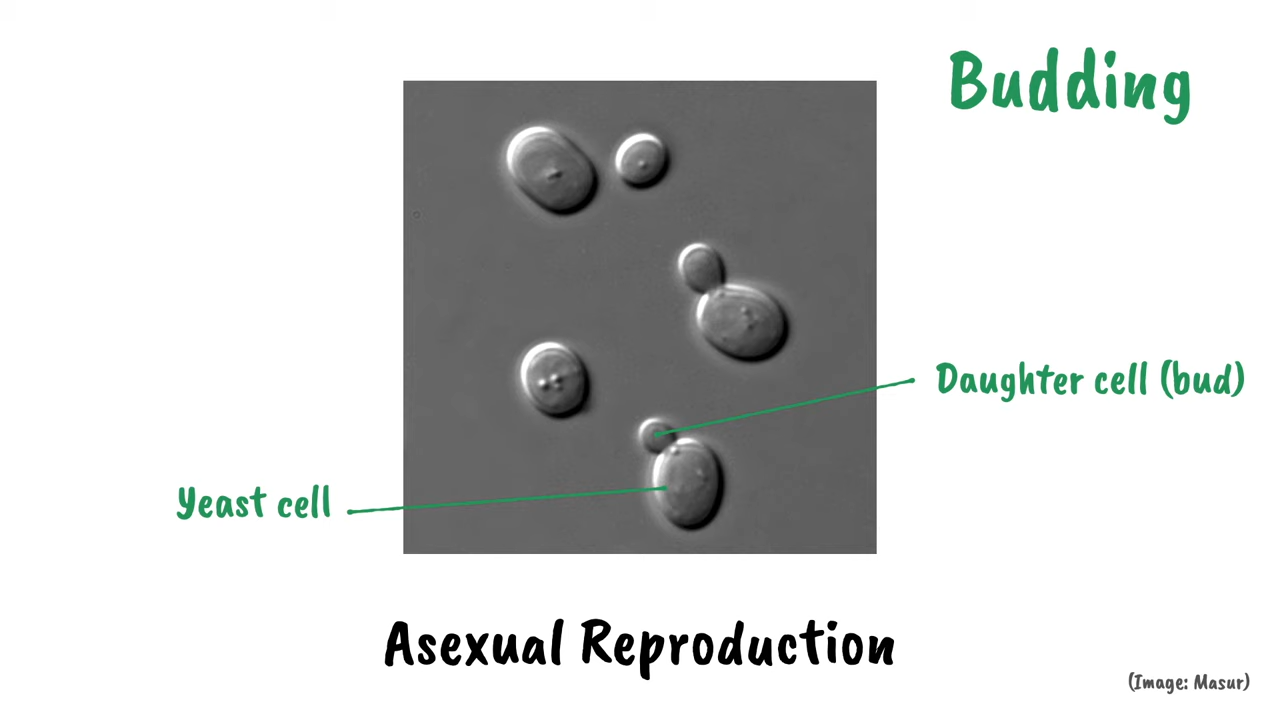 Budding
Daughter cell (bud)
Yeast cell
Asexual Reproduction
(Image: Masur)